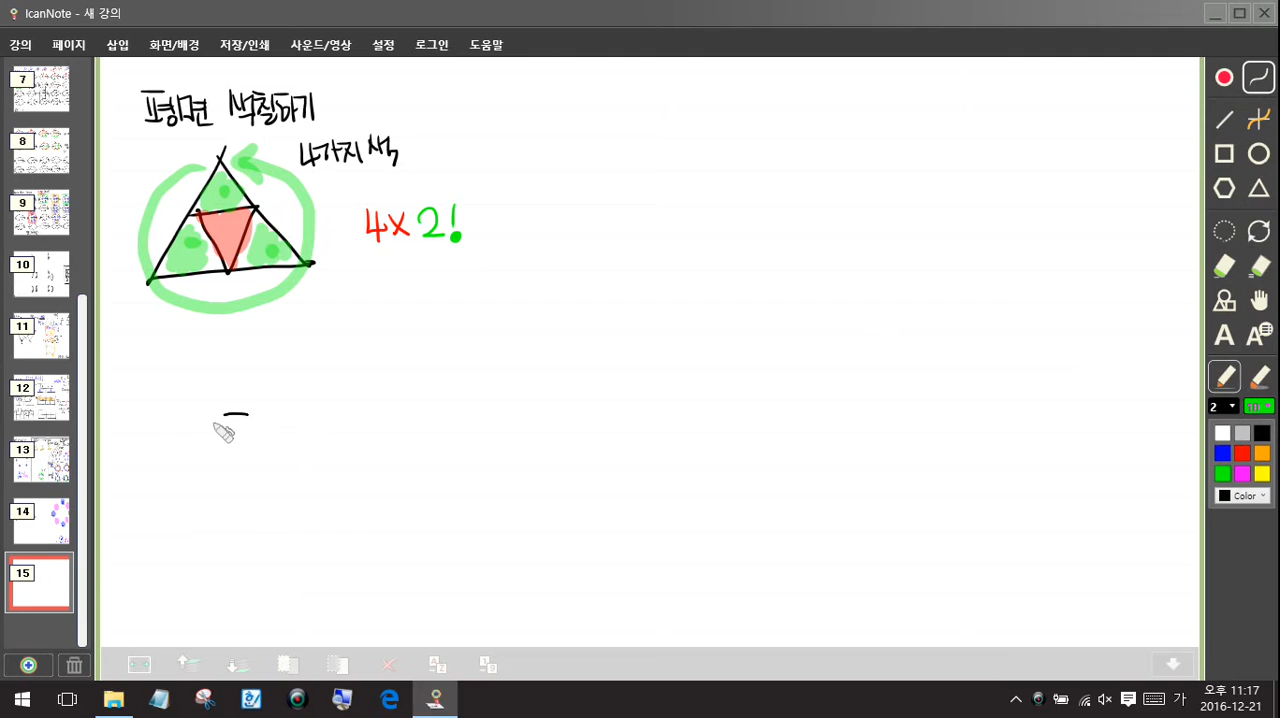 IcanNote - 새 강의
강의 페이지 삽입 화면/배경 저장/인쇄 사운드/영상 설정 로그인 도움말
7
8
9
10
11
12
13
14
15
평면 색칠하기
4가지 색
4× 2!
A
A
2
Color
가
오후 11:17
2016-12-21